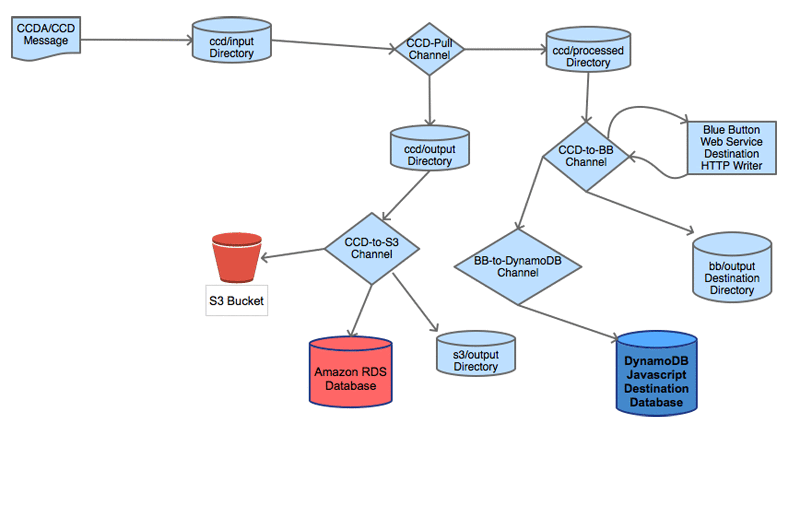 CCDA/CCD
Message
ccd/input
Directory
CCD-Pull
Channel
ccd/processed
Directory
ccd/output
Directory
CCD-to-BB
Channel
Blue Button
Web Service
Destination
HTTP Writer
CCD-to-S3
Channel
BB-to-DynamoDB
Channel
bb/output
Destination
Directory
S3 Bucket
Amazon RDS
Database
s3/output
Directory
DynamoDB
Javascript
Destination
Database